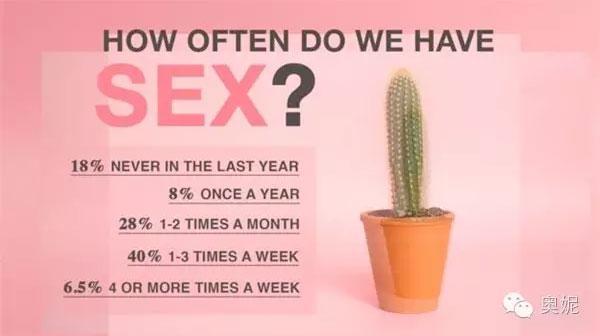 HOW OFTEN DO WE HAVE
SEX?
18% NEVER IN THE LAST YEAR
8% ONCE A YEAR
28% 1-2 TIMES A MONTH
40% 1-3 TIMES A WEEK
6.5% 4 OR MORE TIMES A WEEK
奥妮